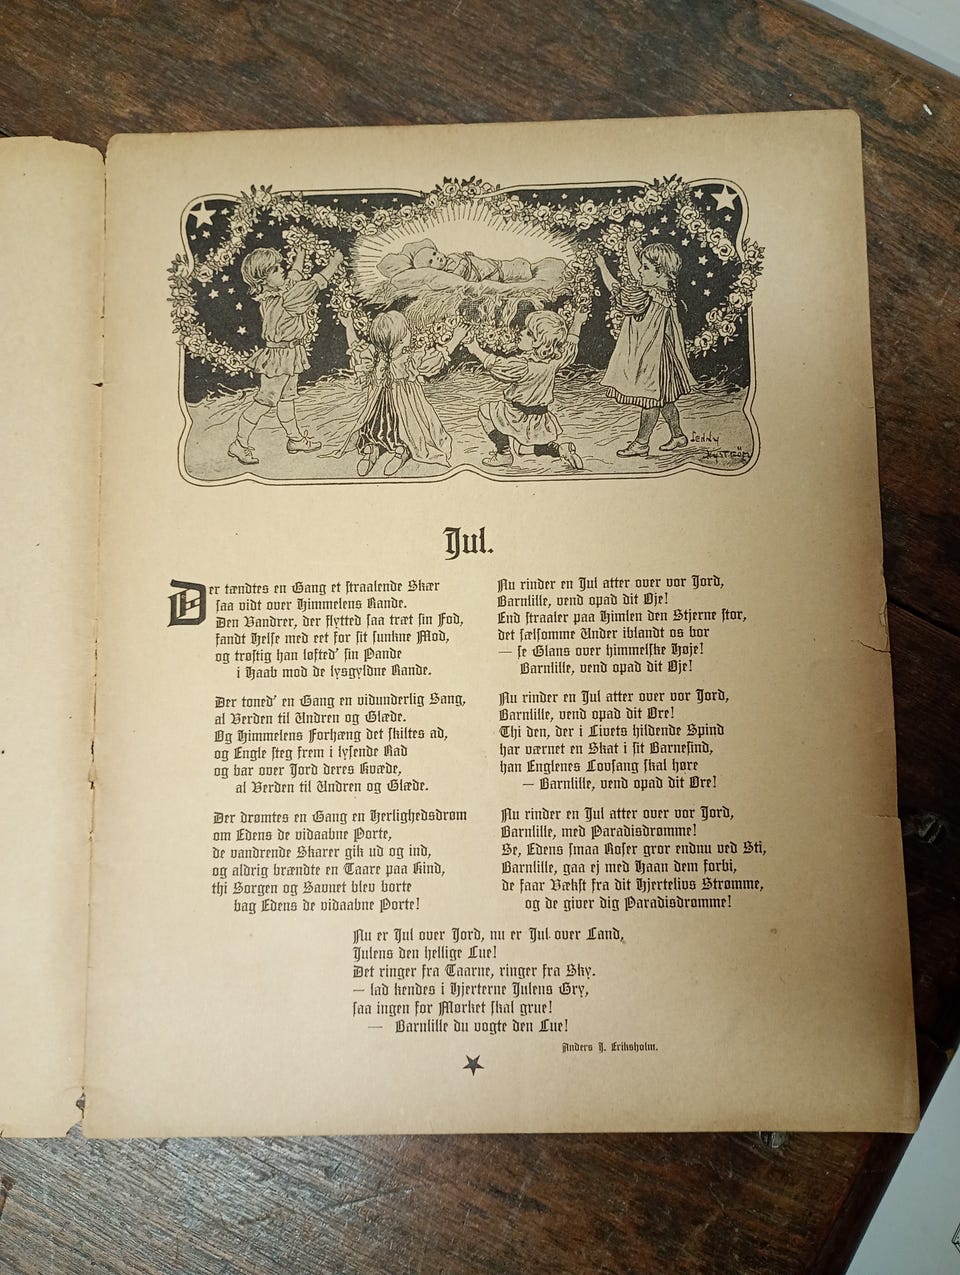 Jenny
Nyström
Jul.
Der tændtes en Gang et straalende Skær
saa vidt over Himmelens Rande.
Den Vandrer, der flytted saa træt sin Fod,
fandt Helse med eet for sit sunkne Mod,
og trøstig han løfted' sin Pande
i Haab mod de lysgyldne Rande.
Der toned' en Gang en vidunderlig Sang,
al Verden til Undren og Glæde.
Og Himmelens Forhæng det skiltes ad,
og Engle steg frem i lysende Rad
og bar over Jord deres Kvæde,
al Verden til Undren og Glæde.
Der drømtes en Gang en Herlighedsdrøm
om Edens de vidaabne Porte,
de vandrende Skarer gik ud og ind,
og aldrig brændte en Taare paa Kind,
thi Sorgen og Savnet blev borte
bag Edens de vidaabne Porte!
Nu rinder en Jul atter over vor Jord,
Barnlille, vend opad dit Øje!
End straaler paa Himlen den Stjerne stor,
det sælsomme Under iblandt os bor
— se Glans over himmelske Høje!
Barnlille, vend opad dit Øje!
Nu rinder en Jul atter over vor Jord,
Barnlille, vend opad dit Øre!
Thi den, der i Livets hildende Spind
har værnet en Skat i sit Barnesind,
han Englenes Lovsang skal høre
— Barnlille, vend opad dit Øre!
Nu rinder en Jul atter over vor Jord,
Barnlille, med Paradisdrømme!
Se, Edens smaa Roser gror endnu ved Sti,
Barnlille, gaa ej med Haan dem forbi,
de faar Vækst fra dit Hjertelivs Strømme,
og de giver dig Paradisdrømme!
Nu er Jul over Jord, nu er Jul over Land,
Julens den hellige Lue!
Det ringer fra Taarne, ringer fra Sky.
— lad kendes i Hjerterne Julens Gry,
saa ingen for Mørket skal grue!
— Barnlille du vogte den Lue!
Anders J. Eriksholm.